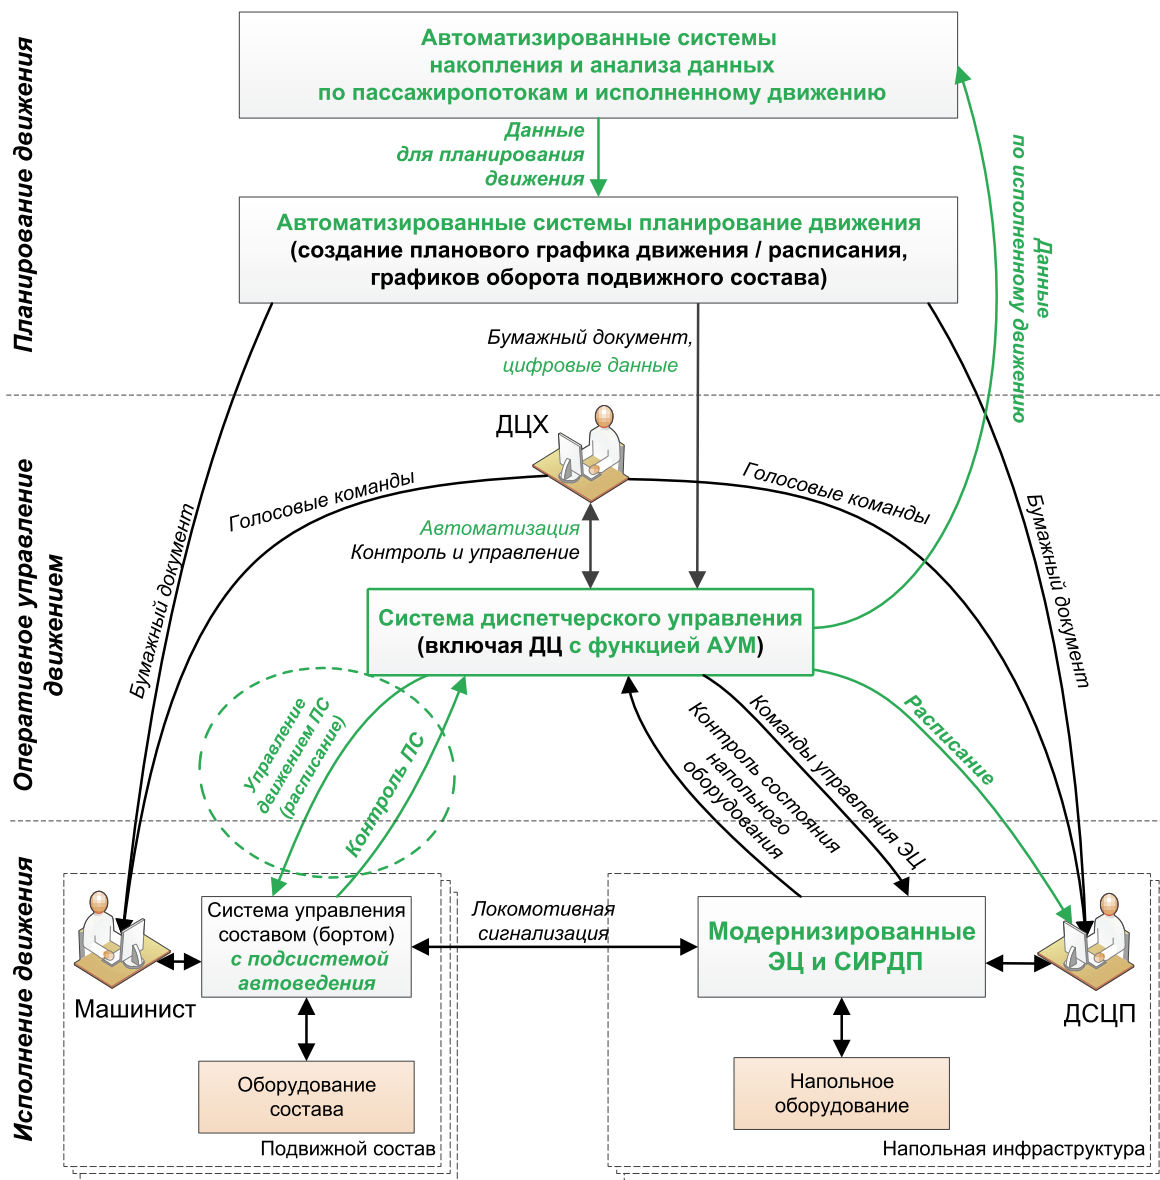 Планирование движения
Автоматизированные системы
накопления и анализа данных
по пассажиропотокам и исполненному движению
Данные
для планирования
движения
Данные
по исполненному движению
Автоматизированные системы планирование движения
(создание планового графика движения / расписания,
графиков оборота подвижного состава)
Бумажный документ,
цифровые данные
Оперативное управление
движением
ДЦХ
Голосовые команды
Голосовые команды
Бумажный документ
Бумажный документ
Автоматизация
Контроль и управление
Система диспетчерского управления
(включая ДЦ с функцией АУМ)
Управление
движением ПС
(расписание)
Контроль ПС
Контроль состояния
напольного
оборудования
Команды управления ЭЦ
Расписание
Исполнение движения
Машинист
Система управления
составом (бортом)
с подсистемой
автоведения
Локомотивная
сигнализация
Модернизированные
ЭЦ и СИРДП
ДСЦП
Оборудование
состава
Напольное
оборудование
Подвижной состав
Напольная инфраструктура